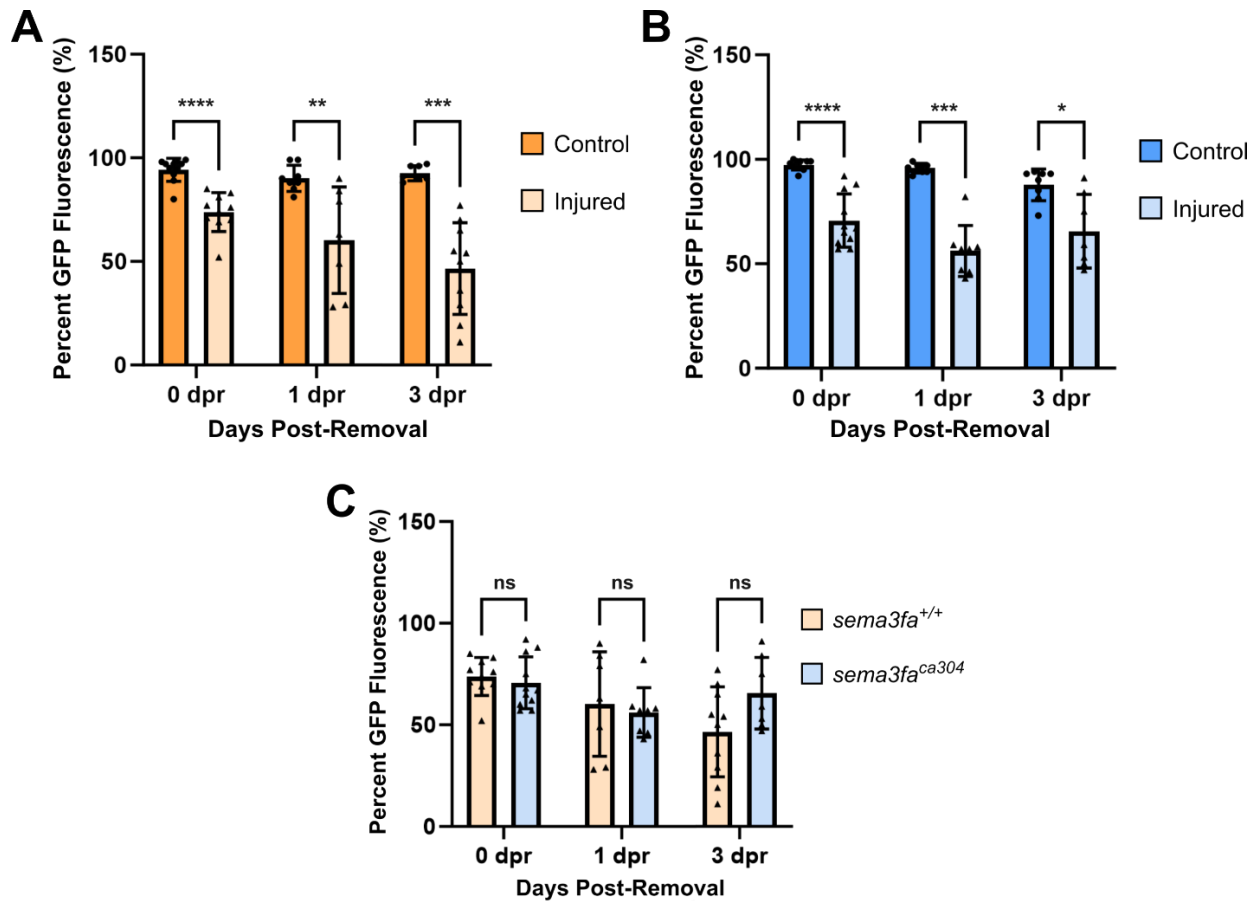 A
Percent GFP Fluorescence (%)
150
100
50
0
****
**
***
Control
Injured
0 dpr
1 dpr
3 dpr
Days Post-Removal
B
Percent GFP Fluorescence (%)
150
100
50
0
****
***
*
Control
Injured
0 dpr
1 dpr
3 dpr
Days Post-Removal
C
Percent GFP Fluorescence (%)
150
100
50
0
ns
ns
ns
sema3fa+/+
sema3faca304
0 dpr
1 dpr
3 dpr
Days Post-Removal